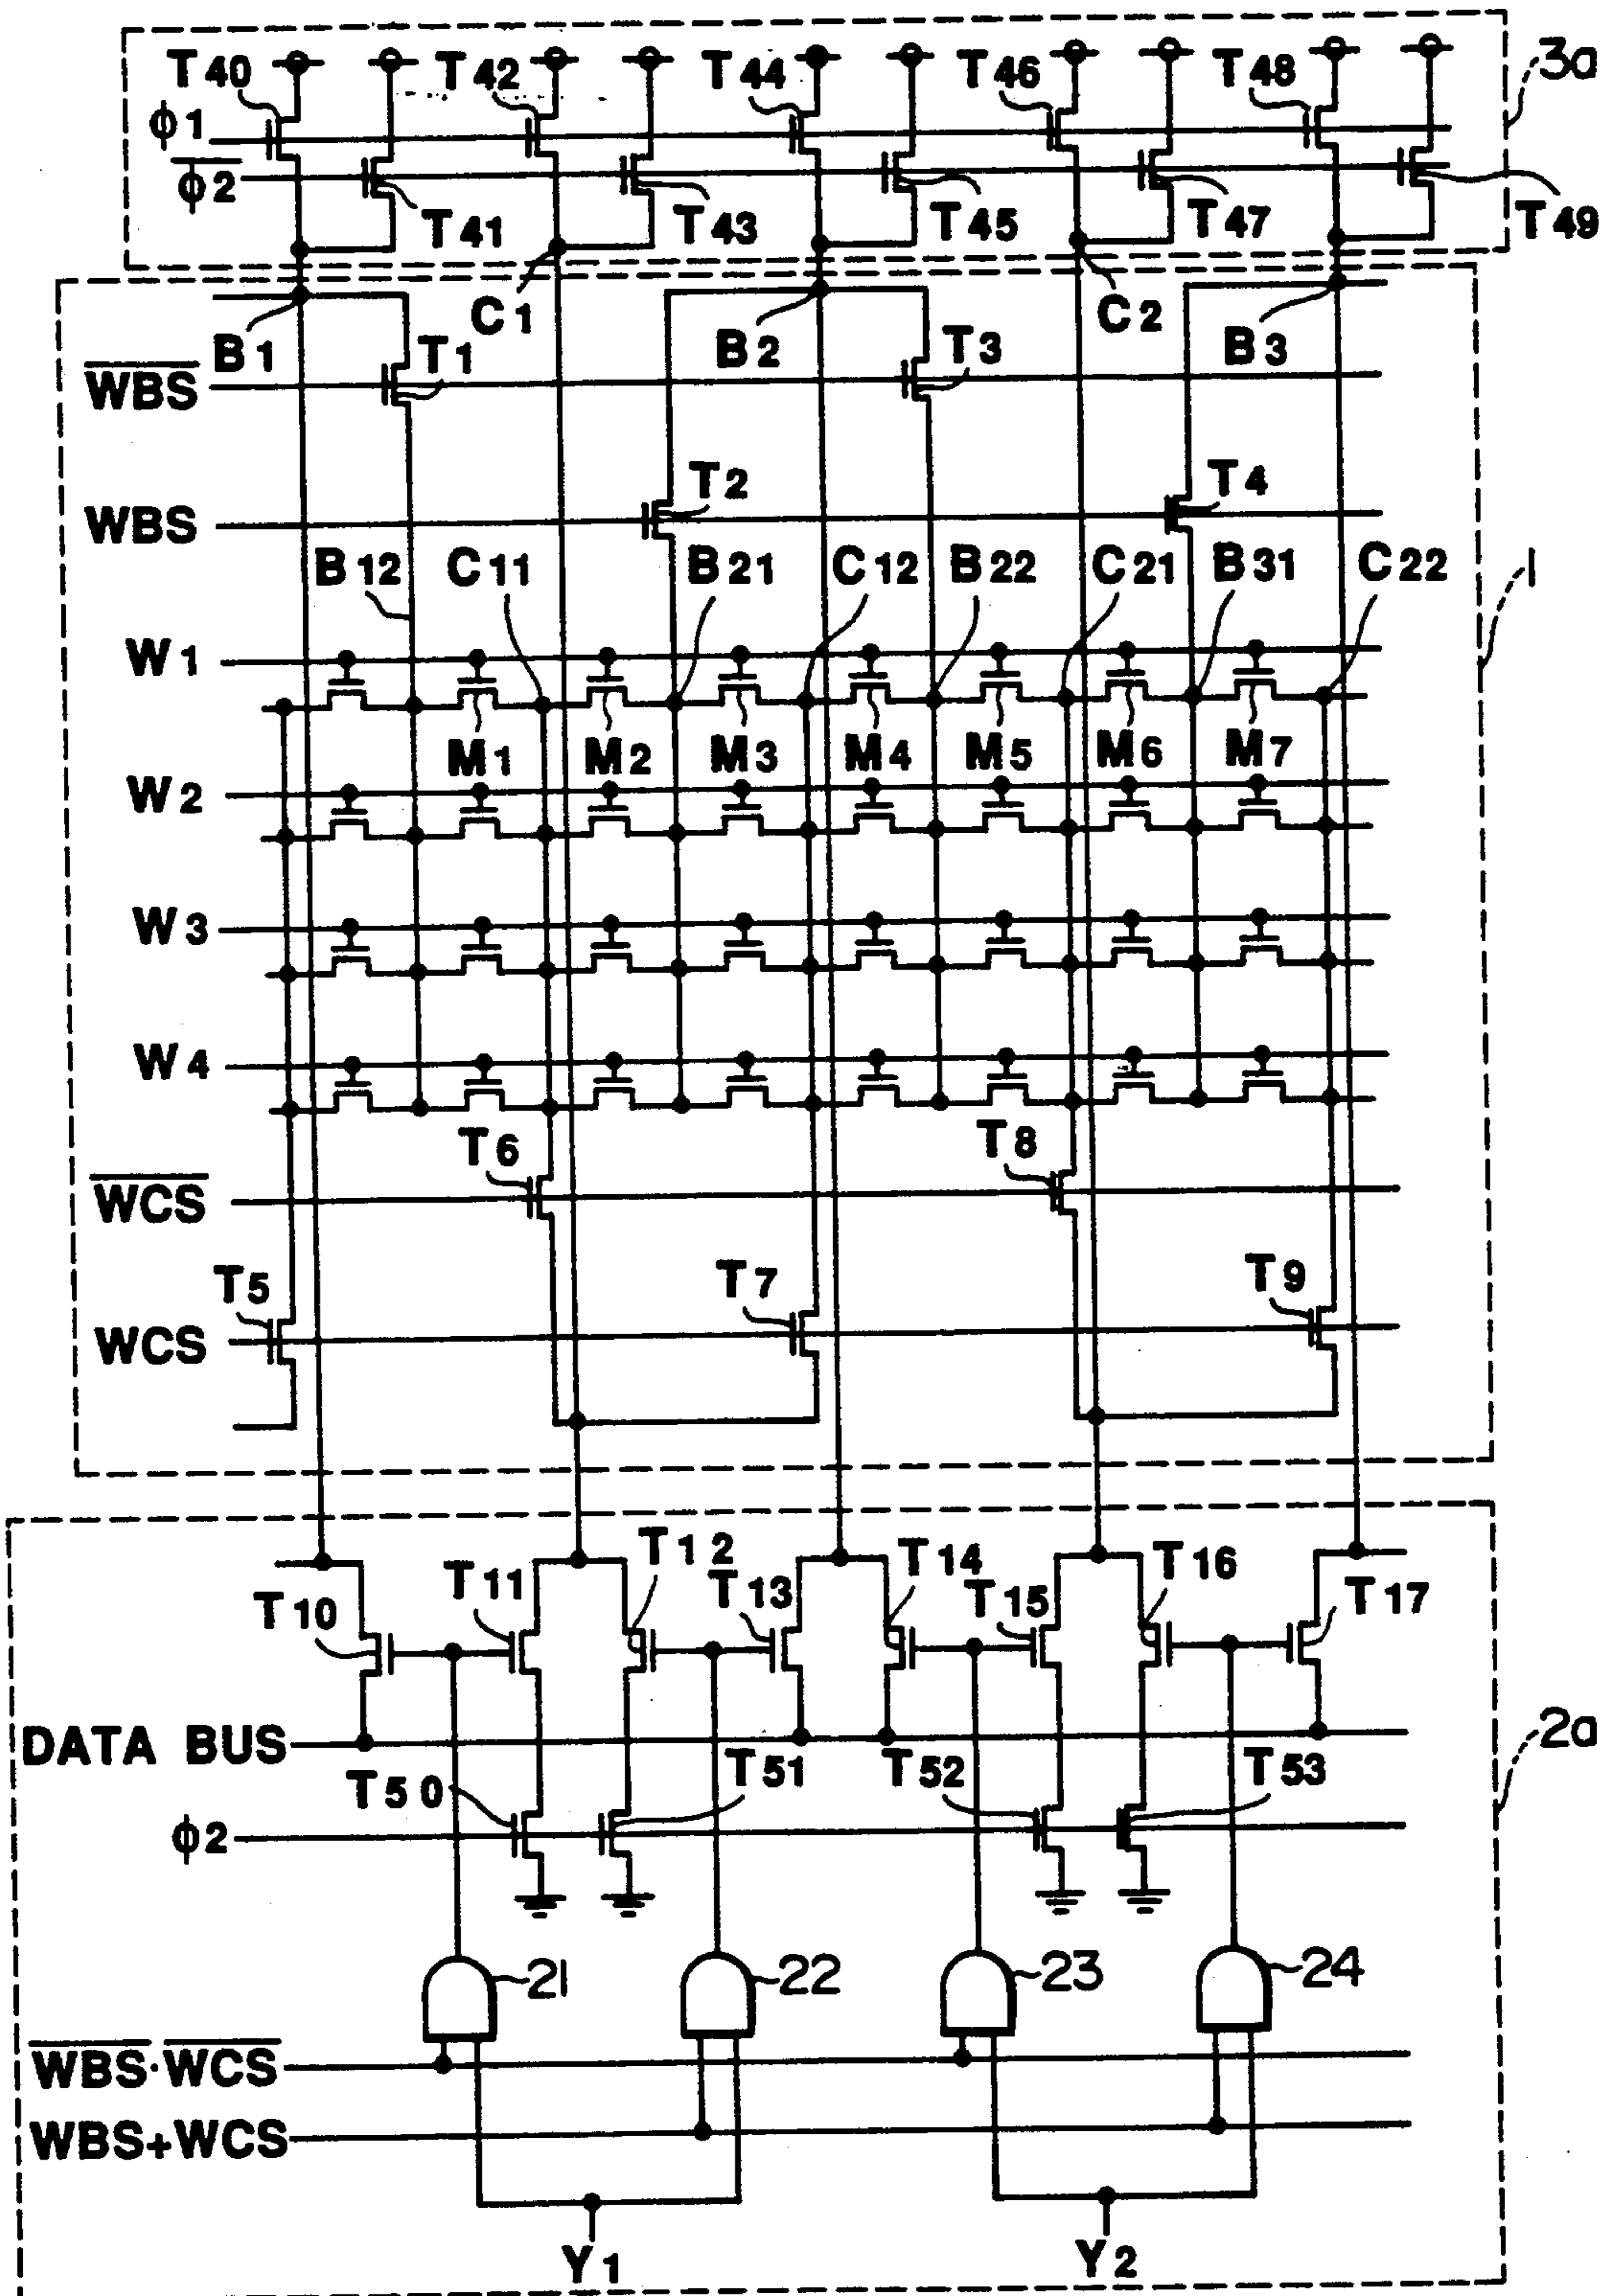 T40 T42 T44 T46 T48 3a
ϕ1
ϕ2
T41 T43 T45 T47 T49
B1 C1 B2 C2 B3
WBS T1 T3
WBS T2 T4
B12 C11 B21 C12 B22 C21 B31 C22 1
W1
M1 M2 M3 M4 M5 M6 M7
W2
W3
W4
T6 T8
WCS
T5 T7 T9
WCS
T10 T11 T12 T13 T14 T15 T16 T17
DATA BUS 2a
T50 T51 T52 T53
ϕ2
21 22 23 24
WBS·WCS
WBS+WCS
Y1 Y2